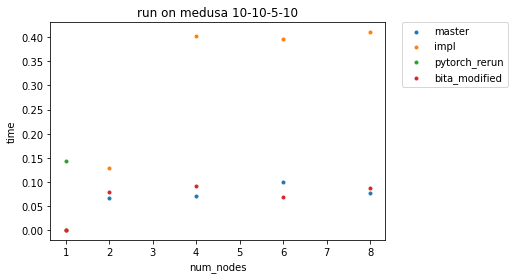 run on medusa 10-10-5-10
0.40
0.35
0.30
0.25
0.20
0.15
0.10
0.05
0.00
time
1 2 3 4 5 6 7 8
num_nodes
master
impl
pytorch_rerun
bita_modified